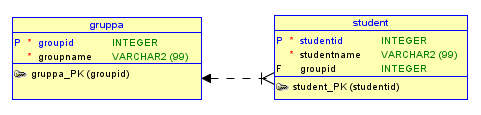 gruppa
P * groupid INTEGER
* groupname VARCHAR2 (99)
gruppa_PK (groupid)
student
P * studentid INTEGER
* studentname VARCHAR2 (99)
F groupid INTEGER
student_PK (studentid)